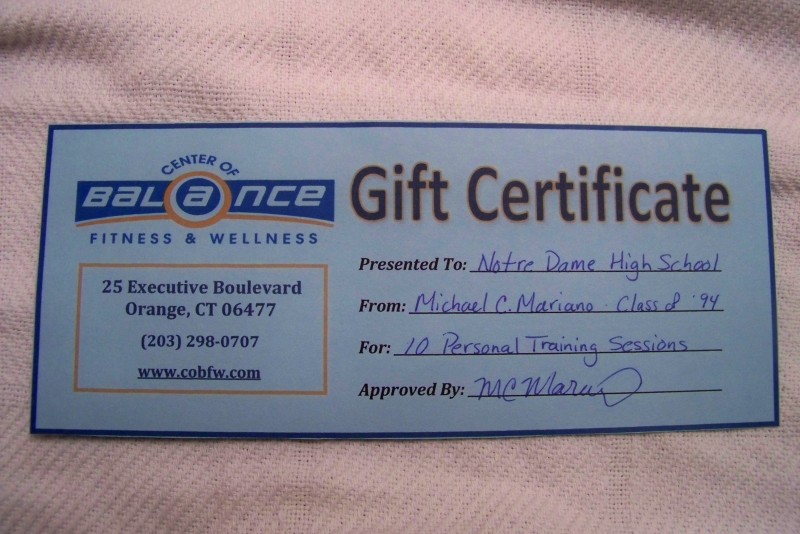 CENTER OF
BALANCE
FITNESS & WELLNESS
25 Executive Boulevard
Orange, CT 06477
(203) 298-0707
www.cobfw.com
Gift Certificate
Presented To: Notre Dame High School
From: Michael C. Mariano - Class of '94
For: 10 Personal Training Sessions
Approved By: MC Mariano